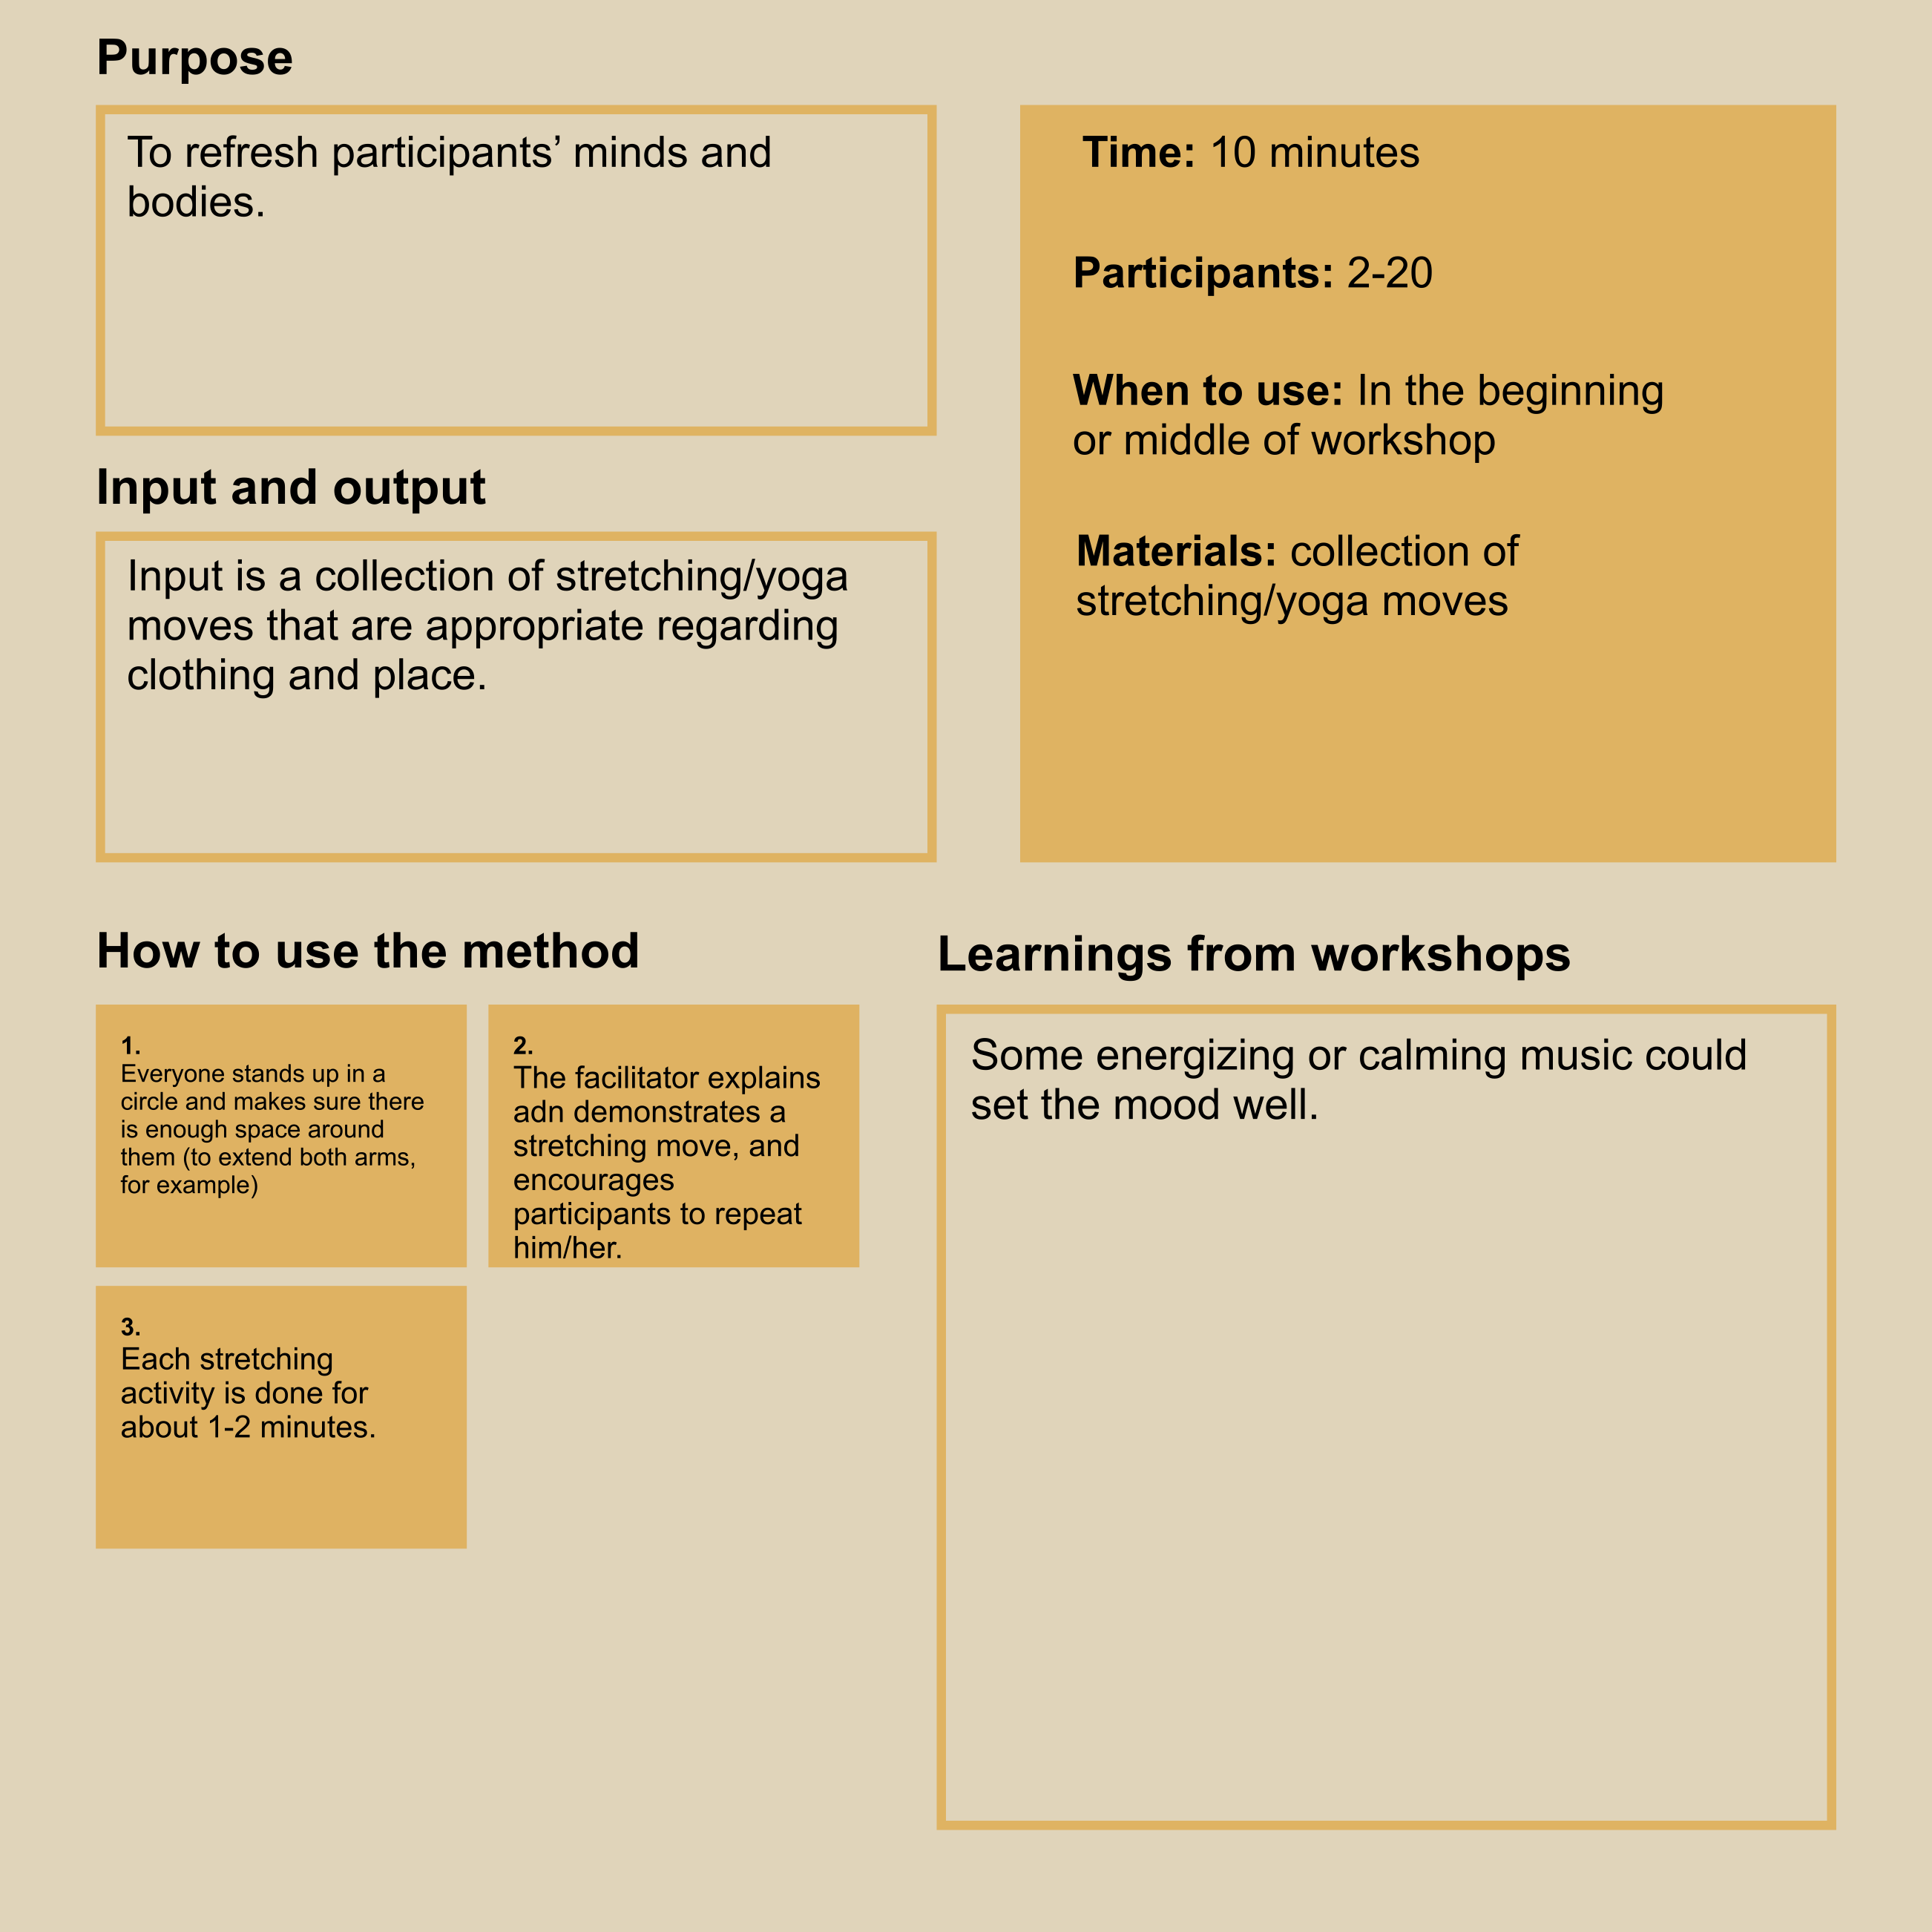 Purpose
To refresh participants’ minds and
bodies.
Time: 10 minutes
Participants: 2-20
When to use: In the beginning
or middle of workshop
Materials: collection of
stretching/yoga moves
Input and output
Input is a collection of stretching/yoga
moves that are appropriate regarding
clothing and place.
How to use the method
1.
Everyone stands up in a
circle and makes sure there
is enough space around
them (to extend both arms,
for example)
2.
The facilitator explains
adn demonstrates a
stretching move, and
encourages
participants to repeat
him/her.
3.
Each stretching
activity is done for
about 1-2 minutes.
Learnings from workshops
Some energizing or calming music could
set the mood well.